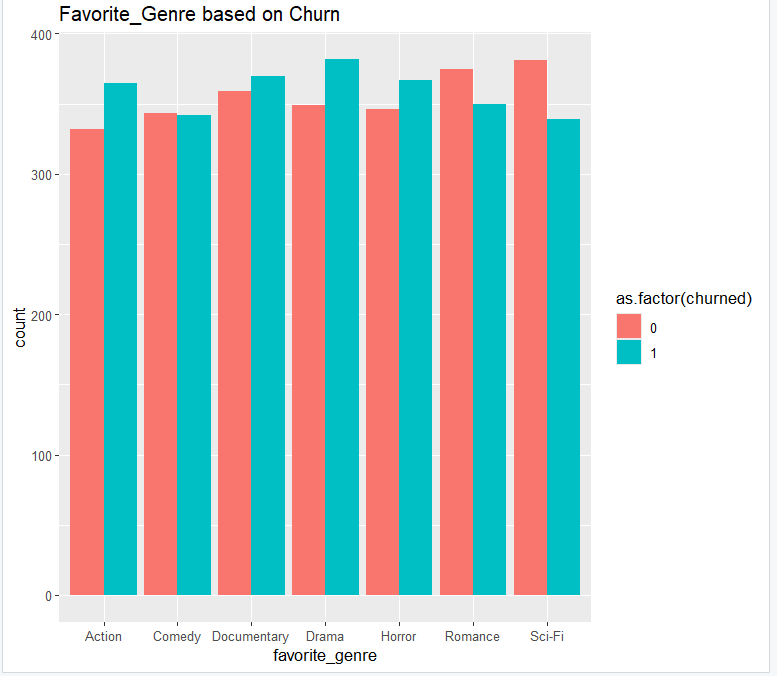 Favorite_Genre based on Churn
400
300
200
100
0
count
Action Comedy Documentary Drama Horror Romance Sci-Fi
favorite_genre
as.factor(churned)
0
1